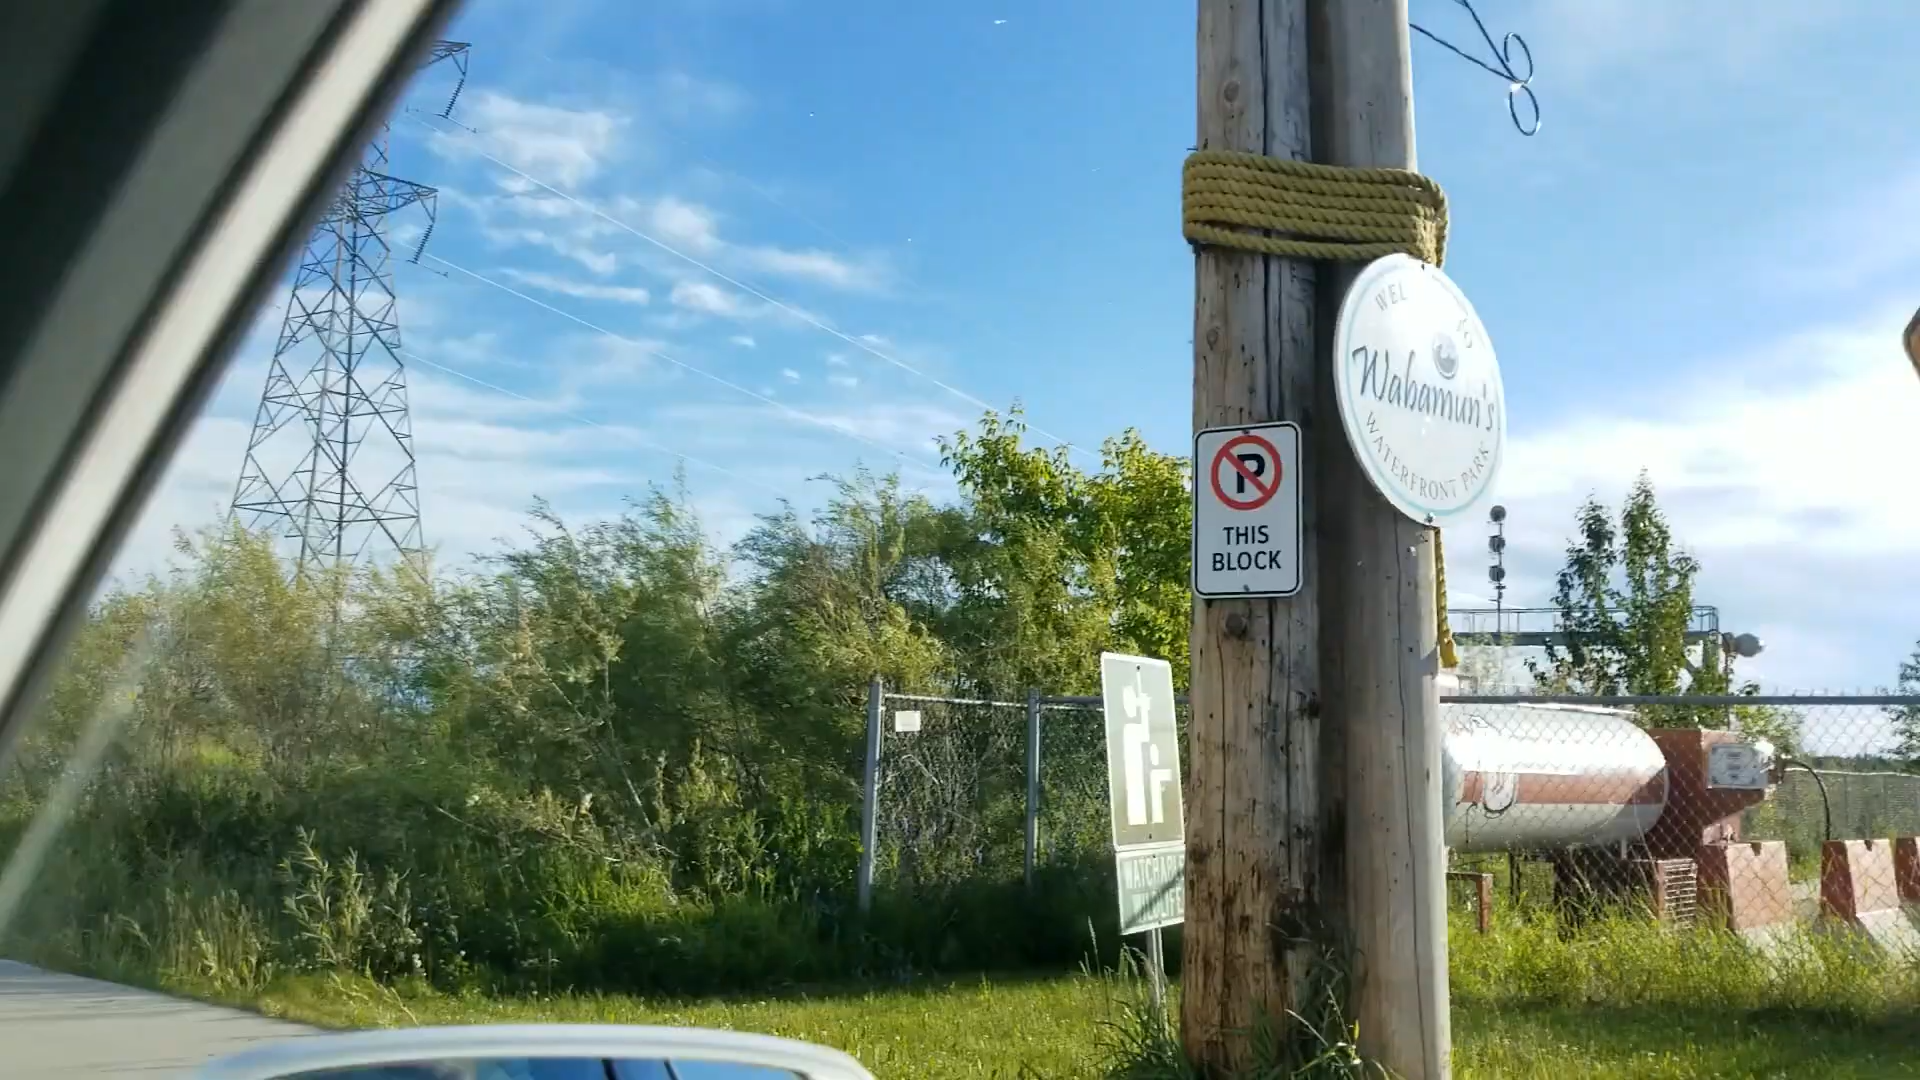 WEL
TO
Wabamun's
WATERFRONT PARK
P
THIS
BLOCK
WATCHABLE
WILDLIFE